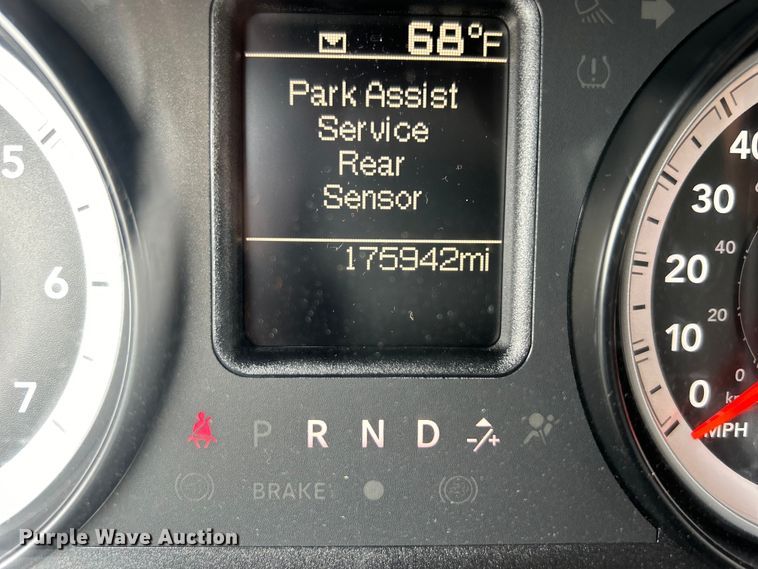 68°F
Park Assist
Service
Rear
Sensor
175942mi
5
6
7
40
30
20
10
0
MPH
40
20
0
P R N D -/+
BRAKE
Purple Wave Auction